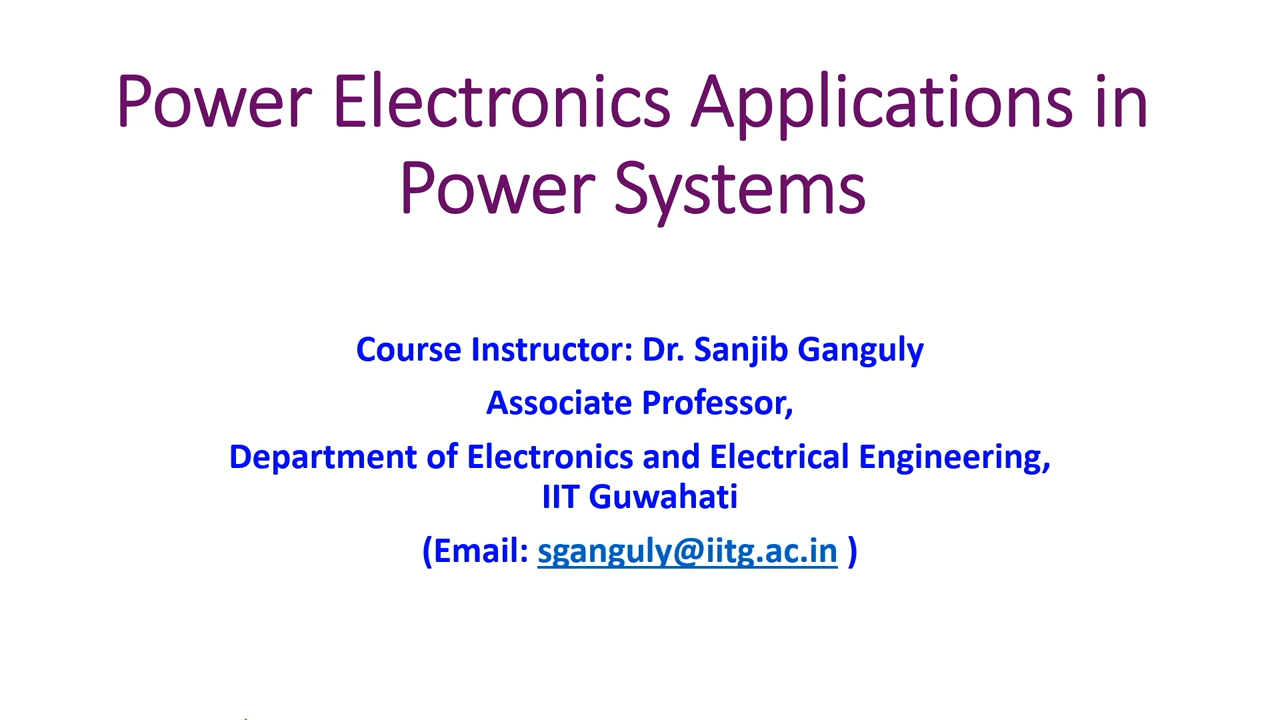 Power Electronics Applications in
Power Systems
Course Instructor: Dr. Sanjib Ganguly
Associate Professor,
Department of Electronics and Electrical Engineering,
IIT Guwahati
(Email: sganguly@iitg.ac.in )